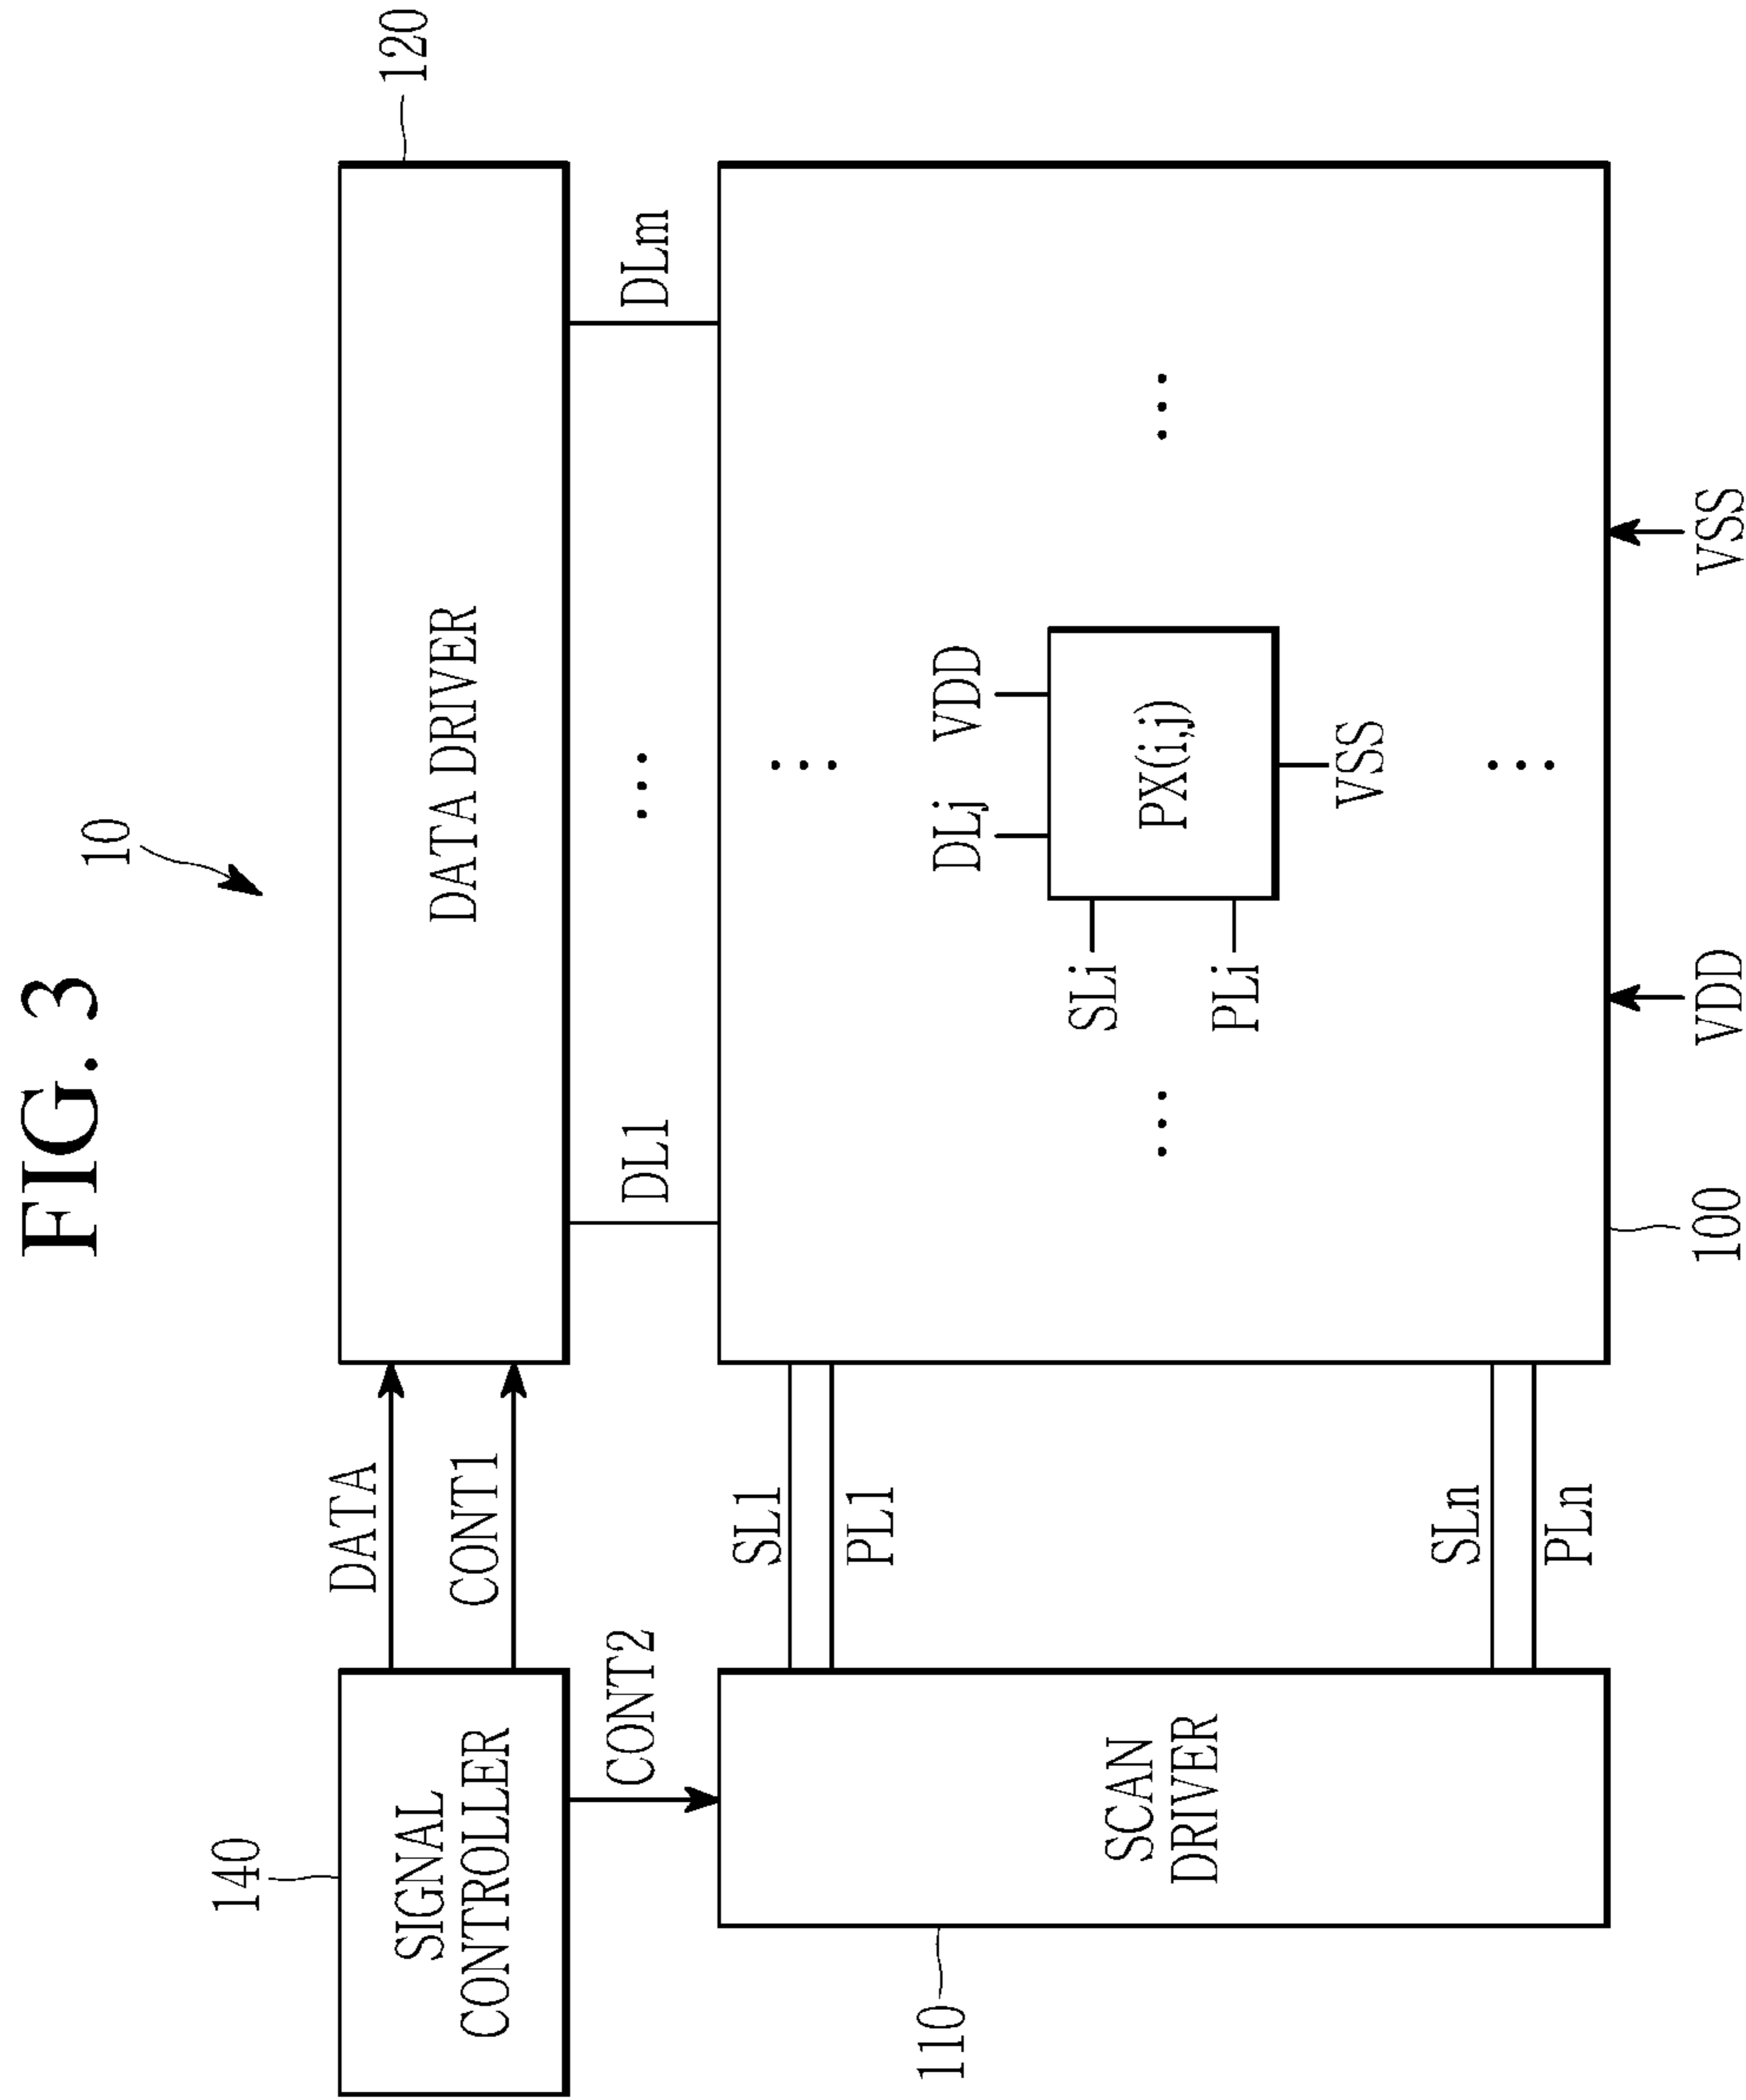 FIG. 3
10
140
SIGNAL
CONTROLLER
DATA
CONT1
DATA DRIVER
120
CONT2
DL1
...
DLm
SL1
PL1
SLn
PLn
SCAN
DRIVER
110
DLj
VDD
SLi
PLi
PX(i,j)
VSS
100
VDD
VSS